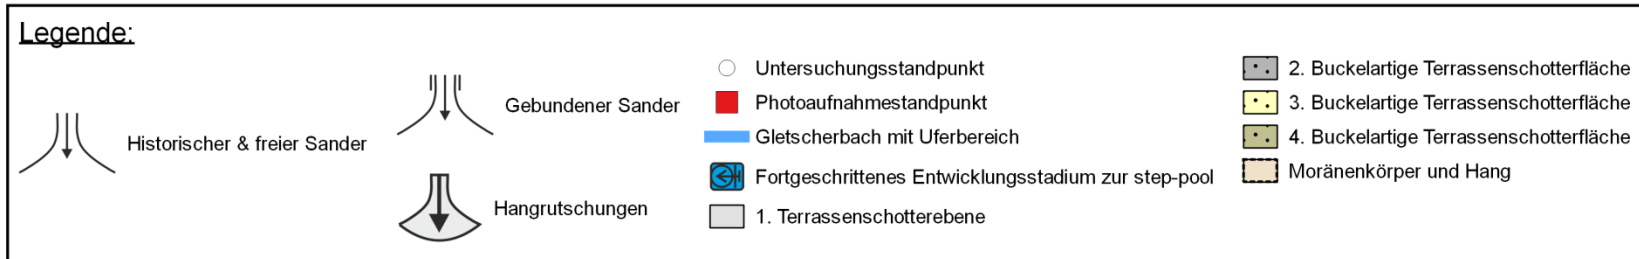 Legende:
Historischer & freier Sander
Gebundener Sander
Hangrutschungen
Untersuchungsstandpunkt
Photoaufnahmestandpunkt
Gletscherbach mit Uferbereich
Fortgeschrittenes Entwicklungsstadium zur step-pool
1. Terrassenschotterebene
2. Buckelartige Terrassenschotterfläche
3. Buckelartige Terrassenschotterfläche
4. Buckelartige Terrassenschotterfläche
Moränenkörper und Hang